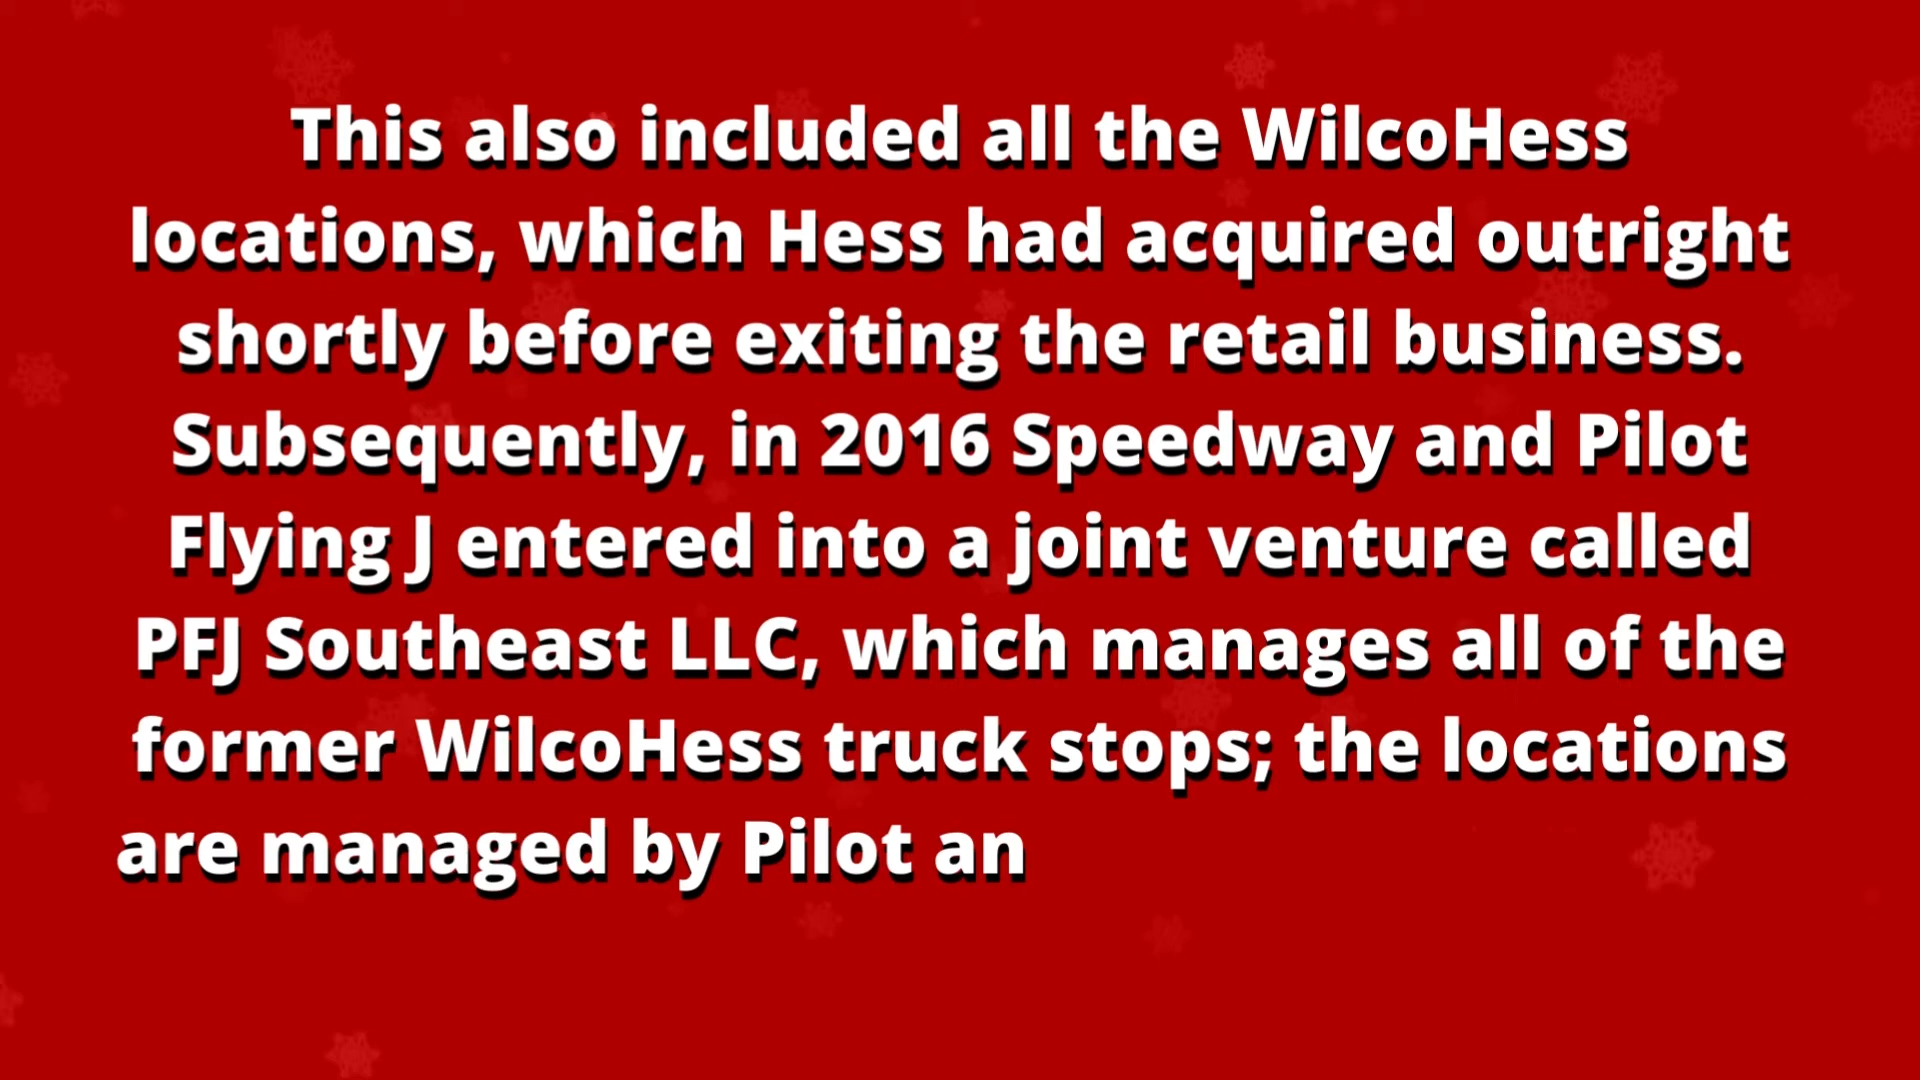 This also included all the WilcoHess
locations, which Hess had acquired outright
shortly before exiting the retail business.
Subsequently, in 2016 Speedway and Pilot
Flying J entered into a joint venture called
PFJ Southeast LLC, which manages all of the
former WilcoHess truck stops; the locations
are managed by Pilot an